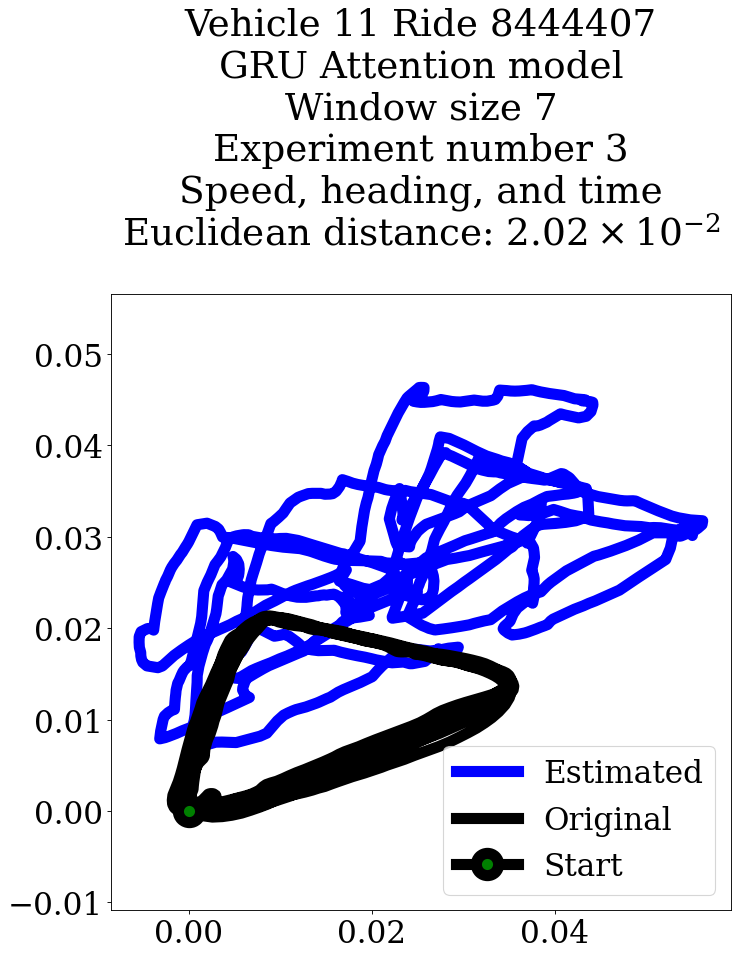 Vehicle 11 Ride 8444407
GRU Attention model
Window size 7
Experiment number 3
Speed, heading, and time
Euclidean distance: 2.02 × 10⁻²
0.05
0.04
0.03
0.02
0.01
0.00
−0.01
0.00 0.02 0.04
Estimated
Original
Start